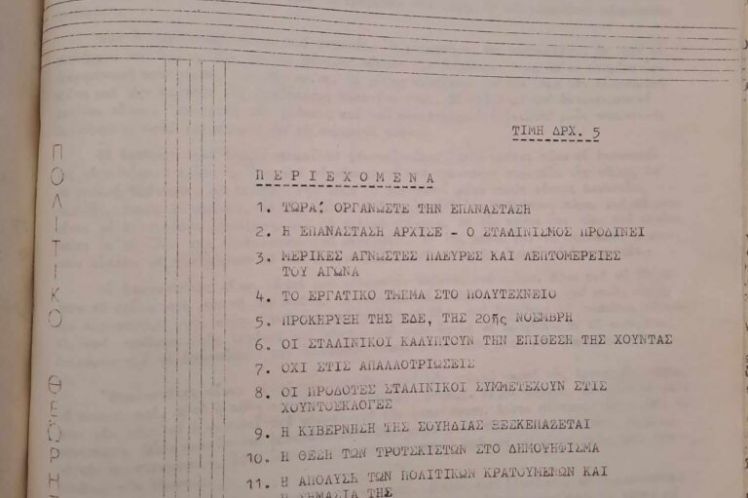 ΤΙΜΗ ΔΡΧ. 5
ΠΕΡΙΕΧΟΜΕΝΑ
1. ΤΩΡΑ: ΟΡΓΑΝΩΣΤΕ ΤΗΝ ΕΠΑΝΑΣΤΑΣΗ
2. Η ΕΠΑΝΑΣΤΑΣΗ ΑΡΧΙΣΕ - Ο ΣΤΑΛΙΝΙΣΜΟΣ ΠΡΟΔΙΝΕΙ
3. ΜΕΡΙΚΕΣ ΑΓΝΩΣΤΕΣ ΠΛΕΥΡΕΣ ΚΑΙ ΛΕΠΤΟΜΕΡΕΙΕΣ
ΤΟΥ ΑΓΩΝΑ
4. ΤΟ ΕΡΓΑΤΙΚΟ ΤΜΗΜΑ ΣΤΟ ΠΟΛΥΤΕΧΝΕΙΟ
5. ΠΡΟΚΗΡΥΞΗ ΤΗΣ ΕΔΕ, ΤΗΣ 20ης ΝΟΕΜΒΡΗ
6. ΟΙ ΣΤΑΛΙΝΙΚΟΙ ΚΑΛΥΠΤΟΥΝ ΤΗΝ ΕΠΙΘΕΣΗ ΤΗΣ ΧΟΥΝΤΑΣ
7. ΟΧΙ ΣΤΙΣ ΑΠΑΛΛΟΤΡΙΩΣΕΙΣ
8. ΟΙ ΠΡΟΔΟΤΕΣ ΣΤΑΛΙΝΙΚΟΙ ΣΥΜΜΕΤΕΧΟΥΝ ΣΤΙΣ
ΧΟΥΝΤΟΕΚΛΟΓΕΣ
9. Η ΚΥΒΕΡΝΗΣΗ ΤΗΣ ΣΟΥΗΔΙΑΣ ΞΕΣΚΕΠΑΖΕΤΑΙ
10. Η ΘΕΣΗ ΤΩΝ ΤΡΟΤΣΚΙΣΤΩΝ ΣΤΟ ΔΗΜΟΨΗΦΙΣΜΑ
11. Η ΑΠΟΛΥΣΗ ΤΩΝ ΠΟΛΙΤΙΚΩΝ ΚΡΑΤΟΥΜΕΝΩΝ ΚΑΙ
Η ΣΗΜΑΣΙΑ ΤΗΣ
ΠΟΛΙΤΙΚΟ ΘΕΩΡΗ